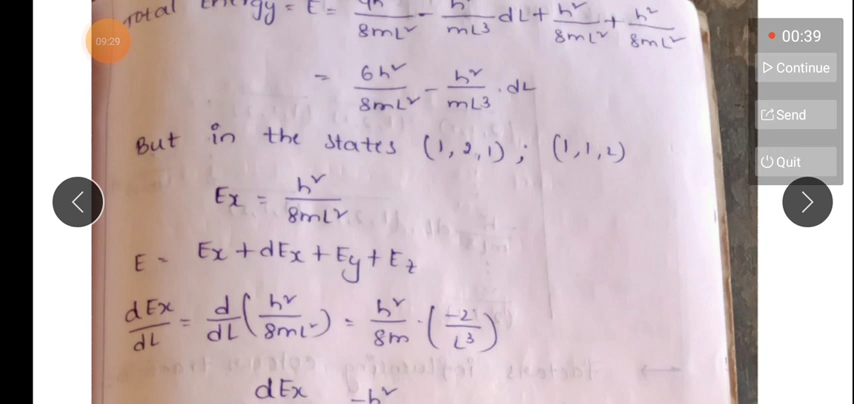 Total Energy = E = 4h²/8mL² - h²/mL³ dL + h²/8mL² + h²/8mL²
= 6h²/8mL² - h²/mL³ . dL
But in the states (1,2,1) ; (1,1,2)
Ex = h²/8mL²
E = Ex + dEx + Ey + Ez
dEx/dL = d/dL (h²/8mL²) = h²/8m . (-2/L³)
dEx -h²
09:29
00:39
Continue
Send
Quit